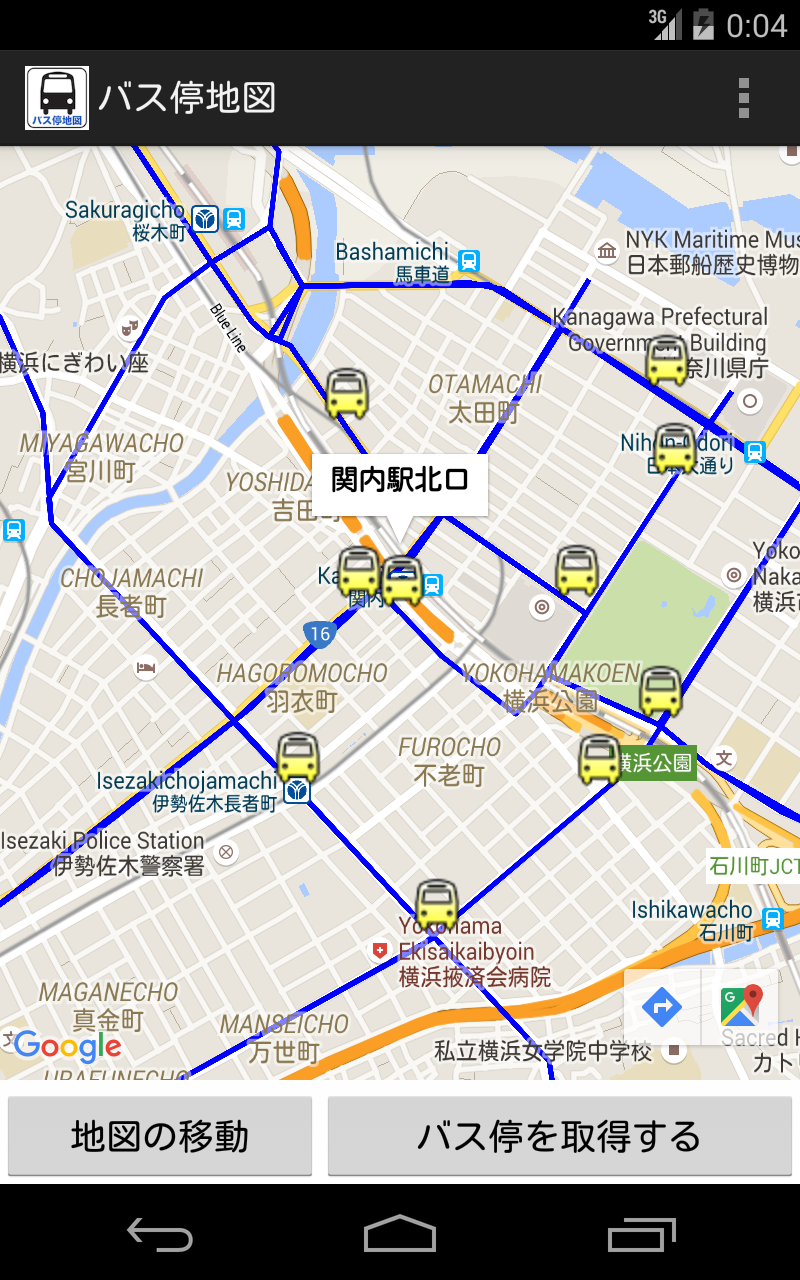 3G
0:04
バス停地図
バス停地図
Sakuragicho
桜木町
Bashamichi
馬車道
NYK Maritime Mus
日本郵船歴史博物
Blue Line
Kanagawa Prefectural
Government Building
奈川県庁
横浜にぎわい座
OTAMACHI
太田町
MIYAGAWACHO
宮川町
Nihon-odori
日本大通り
関内駅北口
YOSHIDA
吉田町
Yoko
Naka
横浜市
CHOJAMACHI
長者町
Ka
関内
16
HAGOROMOCHO
羽衣町
YOKOHAMAKOEN
横浜公園
FUROCHO
不老町
横浜公園
文
Isezakichojamachi
伊勢佐木長者町
Isezaki Police Station
伊勢佐木警察署
石川町JCT
Ishikawacho
石川町
Yokohama
Ekisaikaibyoin
横浜掖済会病院
MAGANECHO
真金町
MANSEICHO
万世町
G
Google
私立横浜女学院中学校
Sacred H
カト
URAFUNECHO
地図の移動
バス停を取得する